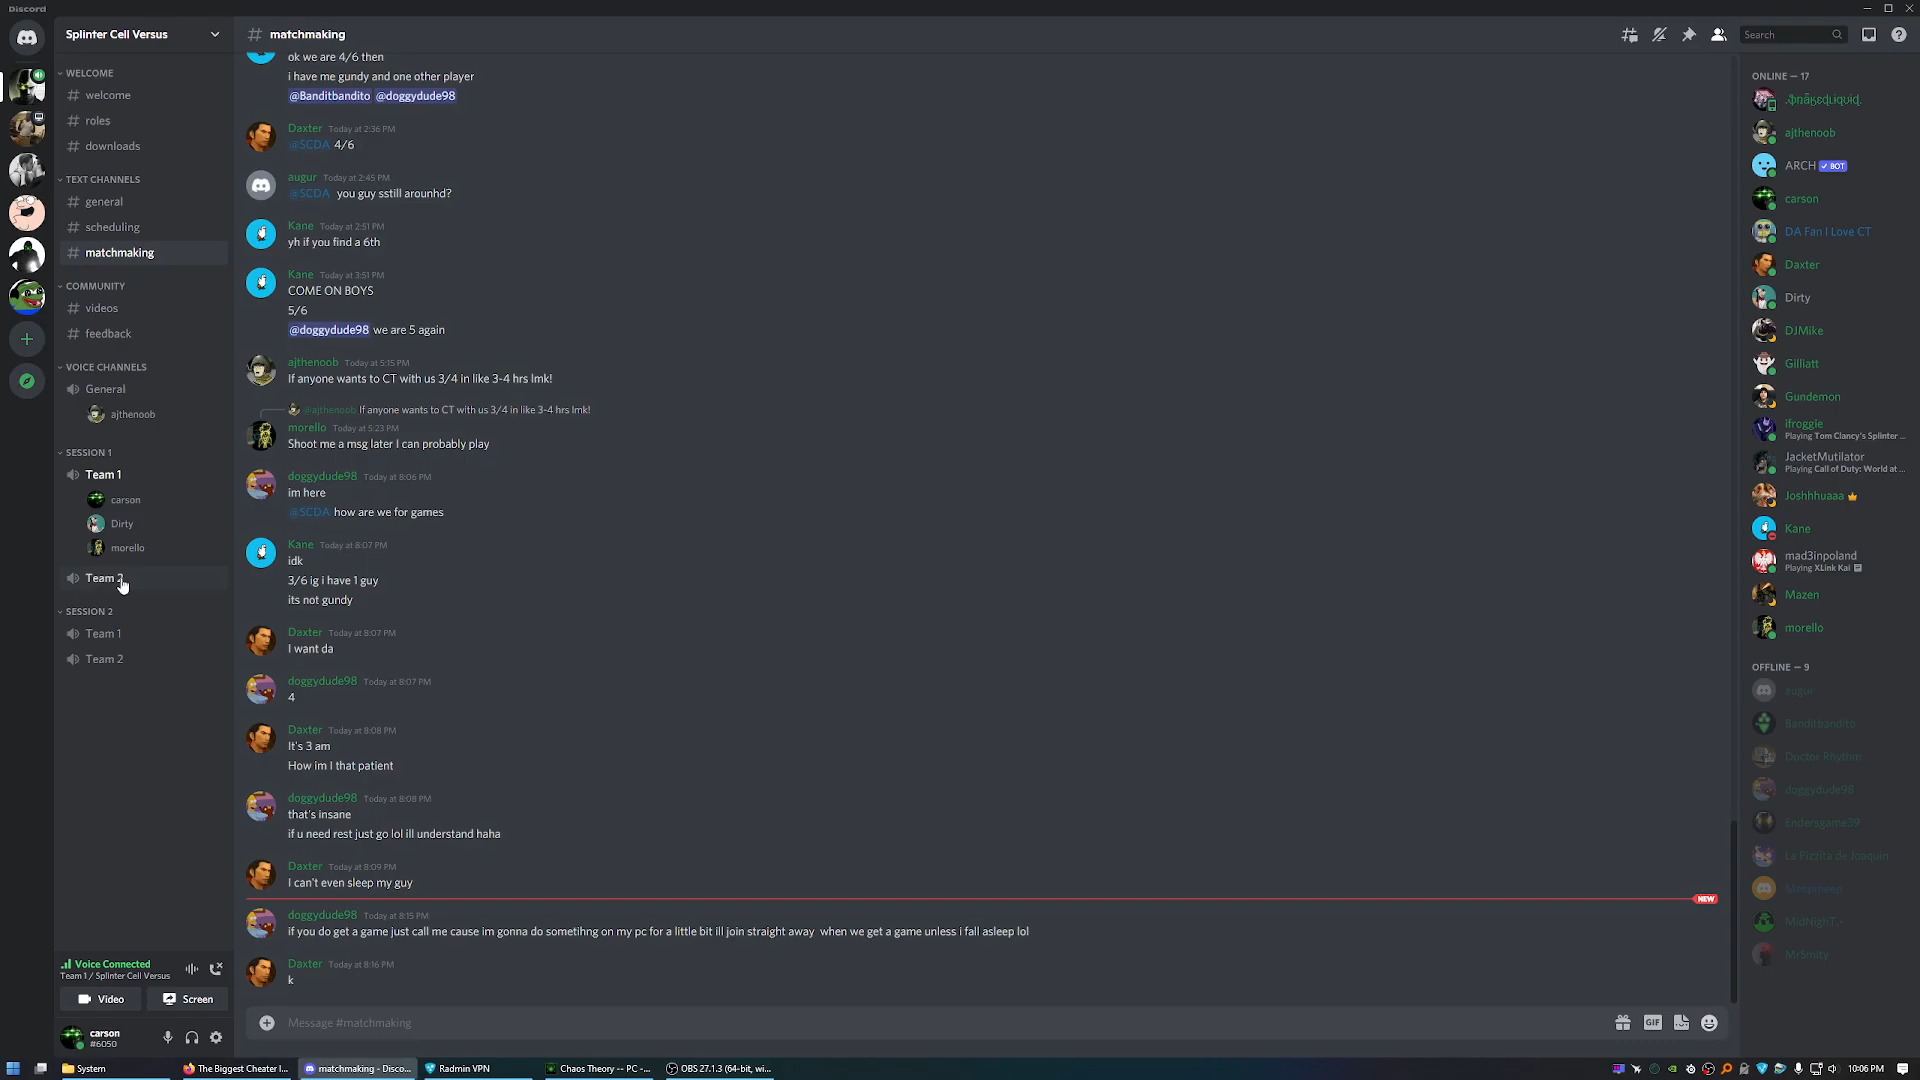 Discord
Splinter Cell Versus
WELCOME
welcome
roles
downloads
TEXT CHANNELS
general
scheduling
matchmaking
COMMUNITY
videos
feedback
VOICE CHANNELS
General
ajthenoob
SESSION 1
Team 1
carson
Dirty
morello
Team 2
SESSION 2
Team 1
Team 2
Voice Connected
Team 1 / Splinter Cell Versus
Video
Screen
carson
#6050
# matchmaking
Search
ok we are 4/6 then
i have me gundy and one other player
@Banditbandito @doggydude98
Daxter Today at 2:36 PM
@SCDA 4/6
augur Today at 2:45 PM
@SCDA you guy sstill arounhd?
Kane Today at 2:51 PM
yh if you find a 6th
Kane Today at 3:51 PM
COME ON BOYS
5/6
@doggydude98 we are 5 again
ajthenoob Today at 5:15 PM
If anyone wants to CT with us 3/4 in like 3-4 hrs lmk!
@ajthenoob If anyone wants to CT with us 3/4 in like 3-4 hrs lmk!
morello Today at 5:23 PM
Shoot me a msg later I can probably play
doggydude98 Today at 8:06 PM
im here
@SCDA how are we for games
Kane Today at 8:07 PM
idk
3/6 ig i have 1 guy
its not gundy
Daxter Today at 8:07 PM
I want da
doggydude98 Today at 8:07 PM
4
Daxter Today at 8:08 PM
It's 3 am
How im I that patient
doggydude98 Today at 8:08 PM
that's insane
if u need rest just go lol ill understand haha
Daxter Today at 8:09 PM
I can't even sleep my guy
NEW
doggydude98 Today at 8:15 PM
if you do get a game just call me cause im gonna do sometihng on my pc for a little bit ill join straight away when we get a game unless i fall asleep lol
Daxter Today at 8:16 PM
k
Message #matchmaking
GIF
ONLINE — 17
ajthenoob
ARCH ✓ BOT
carson
DA Fan I Love CT
Daxter
Dirty
DJMike
Gilliatt
Gundemon
ifroggie
Playing Tom Clancy's Splinter ...
JacketMutilator
Playing Call of Duty: World at ...
Joshhhuaaa
Kane
mad3inpoland
Playing XLink Kai
Mazen
morello
OFFLINE — 9
augur
Banditbandito
Doctor Rhythm
doggydude98
Endersgame39
La Pizzita de Joaquin
MidNighT.-
MrSmity
System
The Biggest Cheater I...
matchmaking - Disco...
Radmin VPN
Chaos Theory -- PC -...
OBS 27.1.3 (64-bit, wi...
10:06 PM